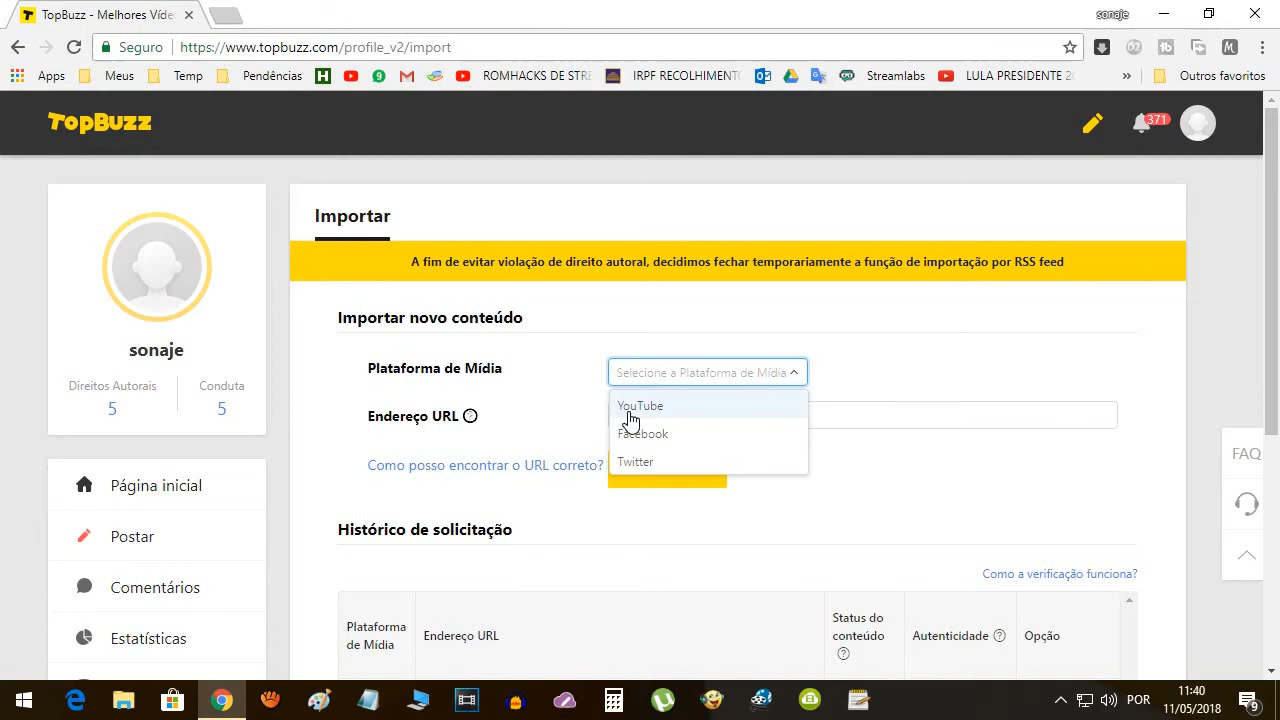 TopBuzz - Melhores Víde
sonaje
Seguro
https://www.topbuzz.com/profile_v2/import
Apps
Meus
Temp
Pendências
H
9
ROMHACKS DE STRE
IRPF RECOLHIMENTO
Streamlabs
LULA PRESIDENTE 2
»
Outros favoritos
TopBuzz
371
sonaje
Direitos Autorais
5
Conduta
5
Página inicial
Postar
Comentários
Estatísticas
Importar
A fim de evitar violação de direito autoral, decidimos fechar temporariamente a função de importação por RSS feed
Importar novo conteúdo
Plataforma de Mídia
Selecione a Plataforma de Mídia
YouTube
Facebook
Twitter
Endereço URL ?
Como posso encontrar o URL correto?
Histórico de solicitação
Como a verificação funciona?
Plataforma de Mídia
Endereço URL
Status do conteúdo ?
Autenticidade ?
Opção
FAQ
POR
11:40
11/05/2018
9